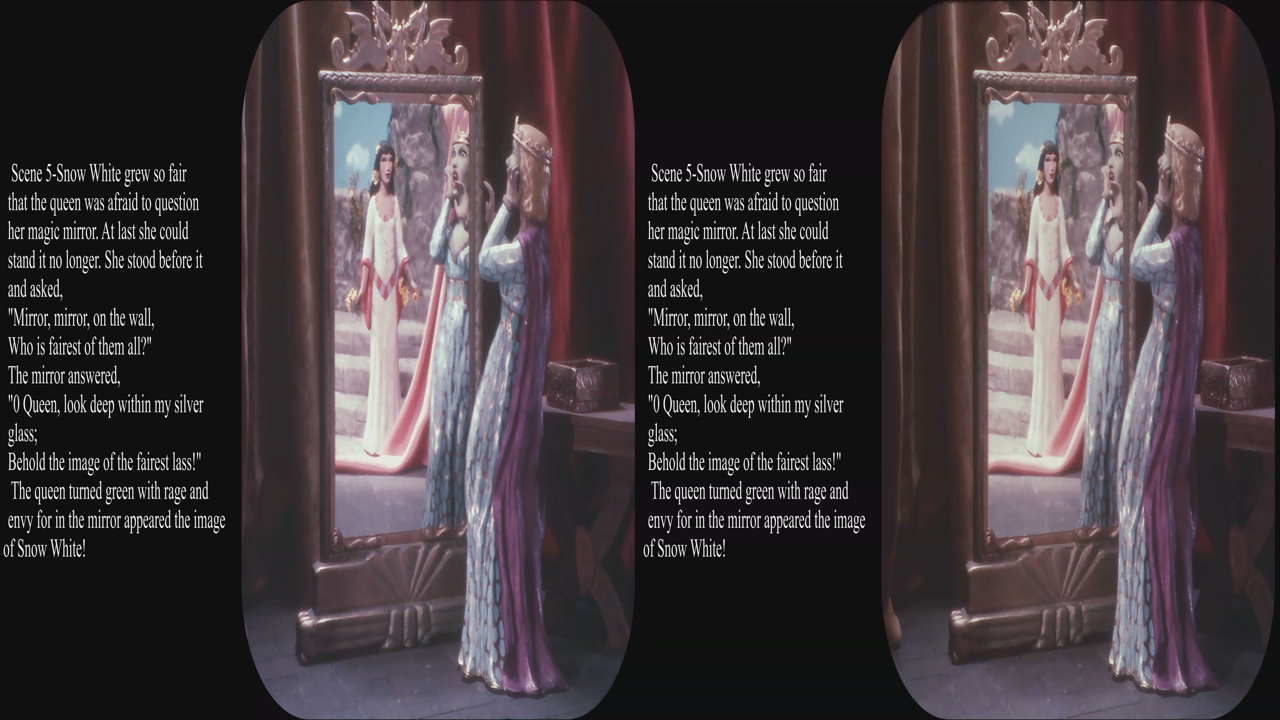 Scene 5-Snow White grew so fair
that the queen was afraid to question
her magic mirror. At last she could
stand it no longer. She stood before it
and asked,
"Mirror, mirror, on the wall,
Who is fairest of them all?"
The mirror answered,
"0 Queen, look deep within my silver
glass;
Behold the image of the fairest lass!"
The queen turned green with rage and
envy for in the mirror appeared the image
of Snow White!
Scene 5-Snow White grew so fair
that the queen was afraid to question
her magic mirror. At last she could
stand it no longer. She stood before it
and asked,
"Mirror, mirror, on the wall,
Who is fairest of them all?"
The mirror answered,
"0 Queen, look deep within my silver
glass;
Behold the image of the fairest lass!"
The queen turned green with rage and
envy for in the mirror appeared the image
of Snow White!